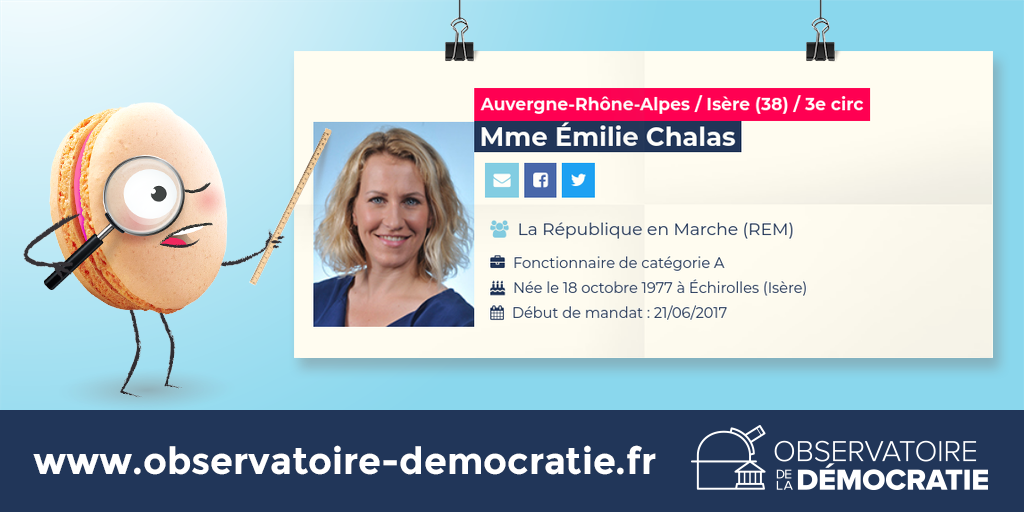 Auvergne-Rhône-Alpes / Isère (38) / 3e circ
Mme Émilie Chalas
La République en Marche (REM)
Fonctionnaire de catégorie A
Née le 18 octobre 1977 à Échirolles (Isère)
Début de mandat : 21/06/2017
www.observatoire-democratie.fr
OBSERVATOIRE
DE LA DÉMOCRATIE